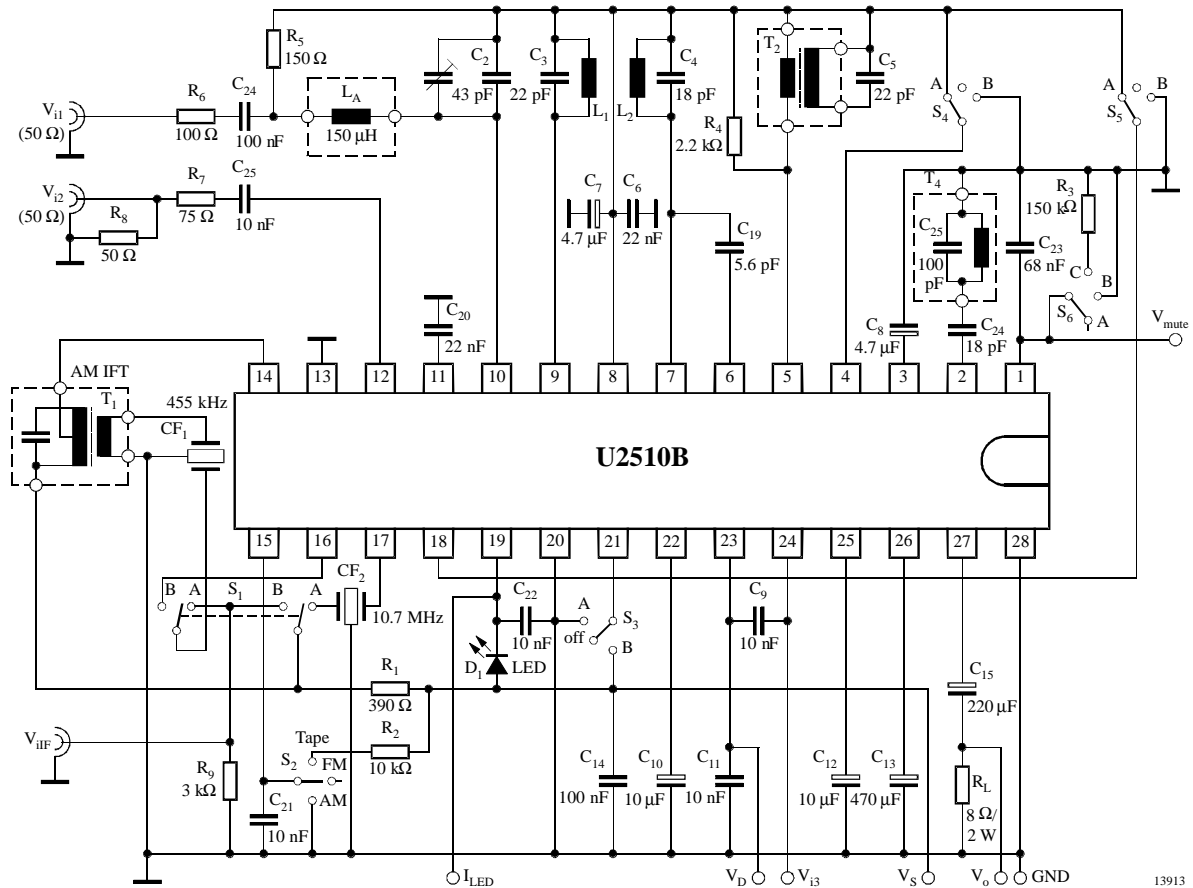 R5
150 Ω
Vi1
(50 Ω)
R6
100 Ω
C24
100 nF
LA
150 µH
43 pF
C2
C3
22 pF
L1
L2
C4
18 pF
R4
2.2 kΩ
T2
C5
22 pF
A
B
S4
A
B
S5
Vi2
(50 Ω)
R7
75 Ω
C25
10 nF
R8
50 Ω
C7
4.7 µF
C6
22 nF
C19
5.6 pF
T4
C25
100
pF
C23
68 nF
R3
150 kΩ
C
B
S6
A
C20
22 nF
C8
4.7 µF
C24
18 pF
Vmute
AM IFT
T1
455 kHz
CF1
14
13
12
11
10
9
8
7
6
5
4
3
2
1
U2510B
15
16
17
18
19
20
21
22
23
24
25
26
27
28
B
A
S1
B
A
CF2
10.7 MHz
C22
10 nF
D1
LED
A
off
S3
B
C9
10 nF
R1
390 Ω
R2
10 kΩ
C15
220 µF
ViIF
R9
3 kΩ
Tape
S2
FM
AM
C21
10 nF
C14
100 nF
C10
10 µF
C11
10 nF
C12
10 µF
C13
470 µF
RL
8 Ω/
2 W
ILED
VD
Vi3
VS
Vo
GND
13913